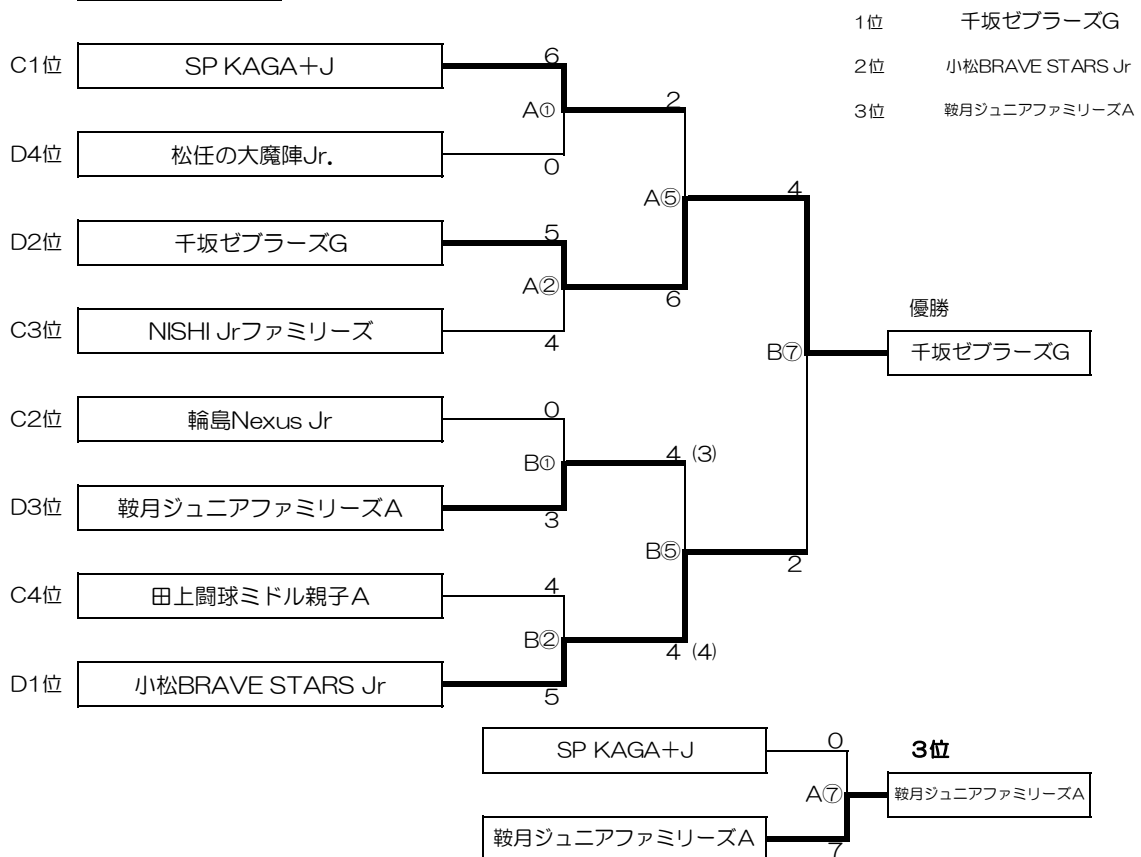 1位 千坂ゼブラーズG
2位 小松BRAVE STARS Jr
3位 鞍月ジュニアファミリーズA
C1位 SP KAGA+J 6
A① 2
D4位 松任の大魔陣Jr. 0
A⑤ 4
D2位 千坂ゼブラーズG 5
A② 6
C3位 NISHI Jrファミリーズ 4
優勝
B⑦ 千坂ゼブラーズG
C2位 輪島Nexus Jr 0
B① 4 (3)
D3位 鞍月ジュニアファミリーズA 3
B⑤ 2
C4位 田上闘球ミドル親子A 4
B② 4 (4)
D1位 小松BRAVE STARS Jr 5
SP KAGA+J 0 3位
A⑦ 鞍月ジュニアファミリーズA
鞍月ジュニアファミリーズA 7